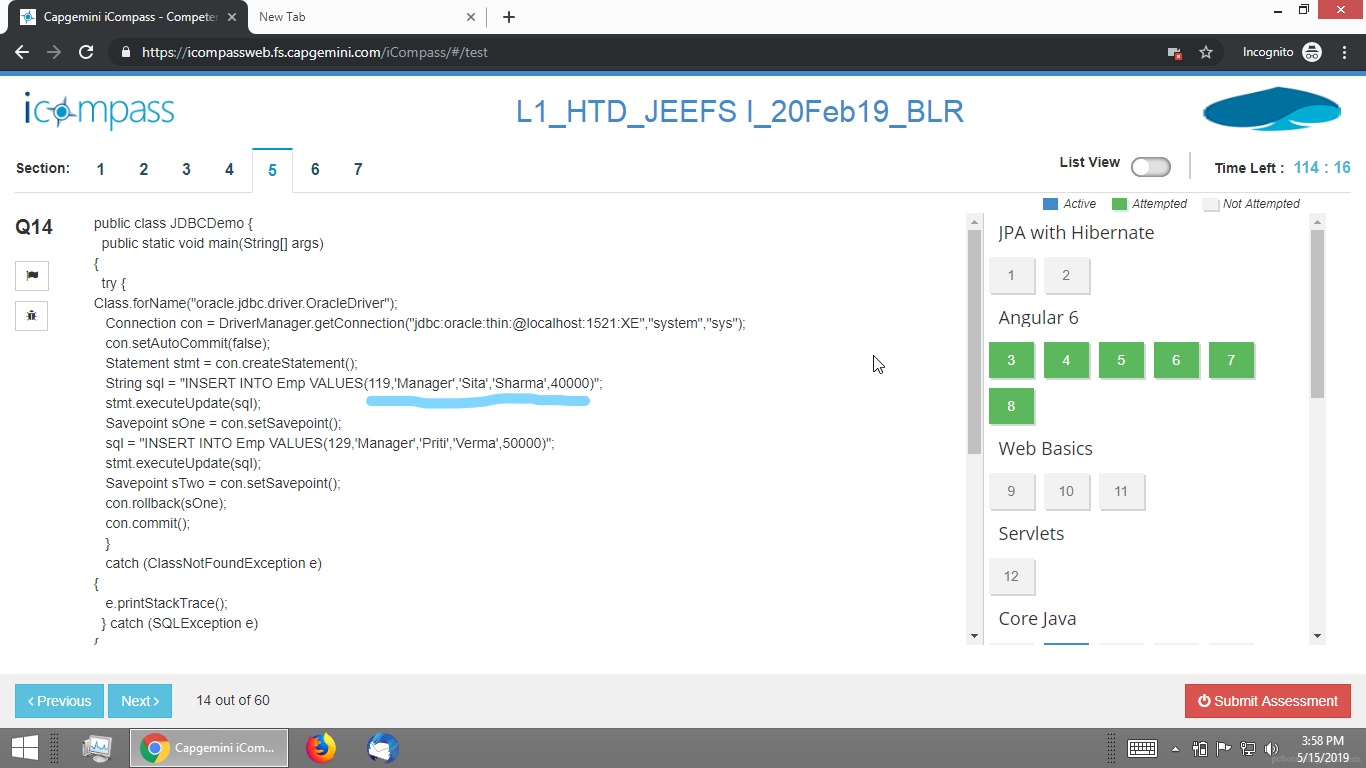 Capgemini iCompass - Competer
New Tab
https://icompassweb.fs.capgemini.com/iCompass/#/test
Incognito
icompass
L1_HTD_JEEFS I_20Feb19_BLR
Section: 1 2 3 4 5 6 7
List View
Time Left : 114 : 16
Active Attempted Not Attempted
Q14
public class JDBCDemo {
public static void main(String[] args)
{
try {
Class.forName("oracle.jdbc.driver.OracleDriver");
Connection con = DriverManager.getConnection("jdbc:oracle:thin:@localhost:1521:XE","system","sys");
con.setAutoCommit(false);
Statement stmt = con.createStatement();
String sql = "INSERT INTO Emp VALUES(119,'Manager','Sita','Sharma',40000)";
stmt.executeUpdate(sql);
Savepoint sOne = con.setSavepoint();
sql = "INSERT INTO Emp VALUES(129,'Manager','Priti','Verma',50000)";
stmt.executeUpdate(sql);
Savepoint sTwo = con.setSavepoint();
con.rollback(sOne);
con.commit();
}
catch (ClassNotFoundException e)
{
e.printStackTrace();
} catch (SQLException e)
{
JPA with Hibernate
1 2
Angular 6
3 4 5 6 7
8
Web Basics
9 10 11
Servlets
12
Core Java
Previous
Next
14 out of 60
Submit Assessment
Capgemini iCom...
3:58 PM
5/15/2019